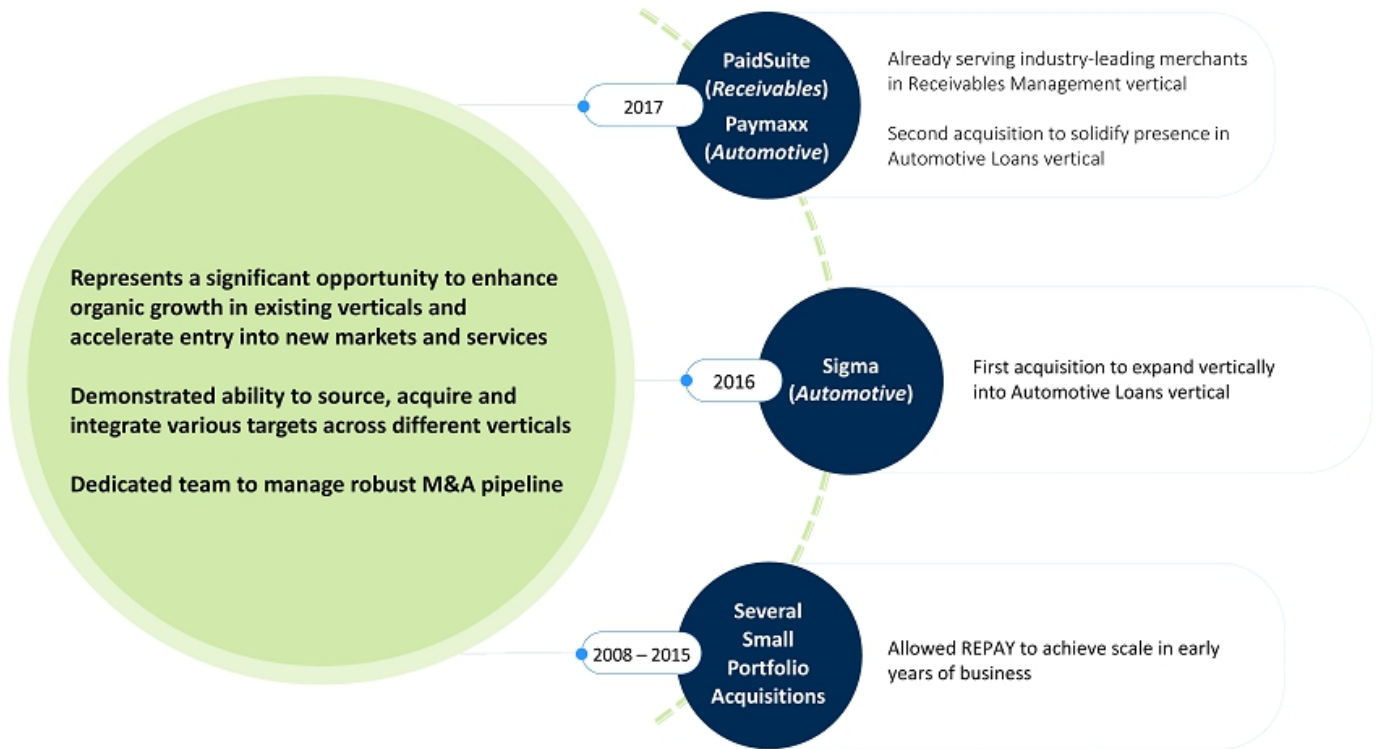 PaidSuite
(Receivables)
Paymaxx
(Automotive)
2017
Already serving industry-leading merchants
in Receivables Management vertical
Second acquisition to solidify presence in
Automotive Loans vertical
Represents a significant opportunity to enhance
organic growth in existing verticals and
accelerate entry into new markets and services
Demonstrated ability to source, acquire and
integrate various targets across different verticals
Dedicated team to manage robust M&A pipeline
2016
Sigma
(Automotive)
First acquisition to expand vertically
into Automotive Loans vertical
2008 – 2015
Several
Small
Portfolio
Acquisitions
Allowed REPAY to achieve scale in early
years of business